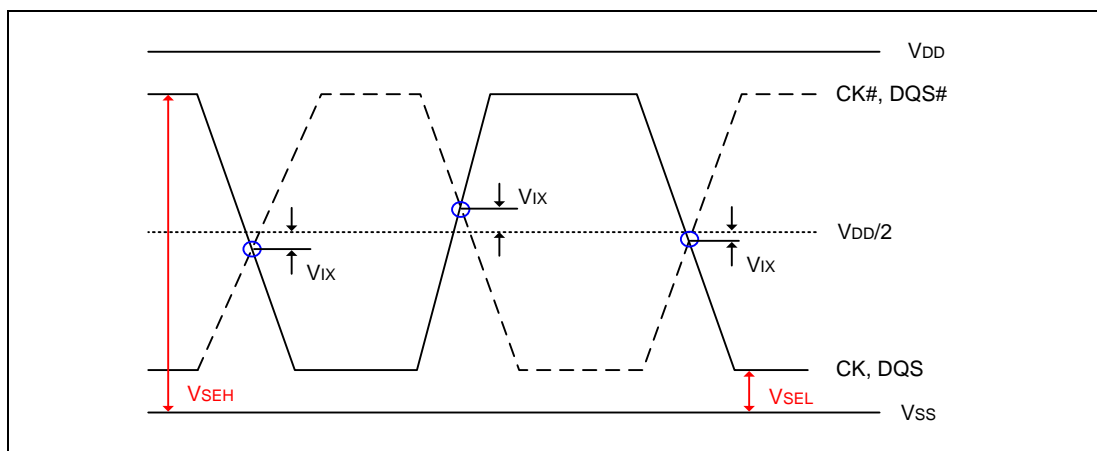 VDD
CK#, DQS#
VIX
VDD/2
VIX
VIX
CK, DQS
VSEH
VSEL
VSS